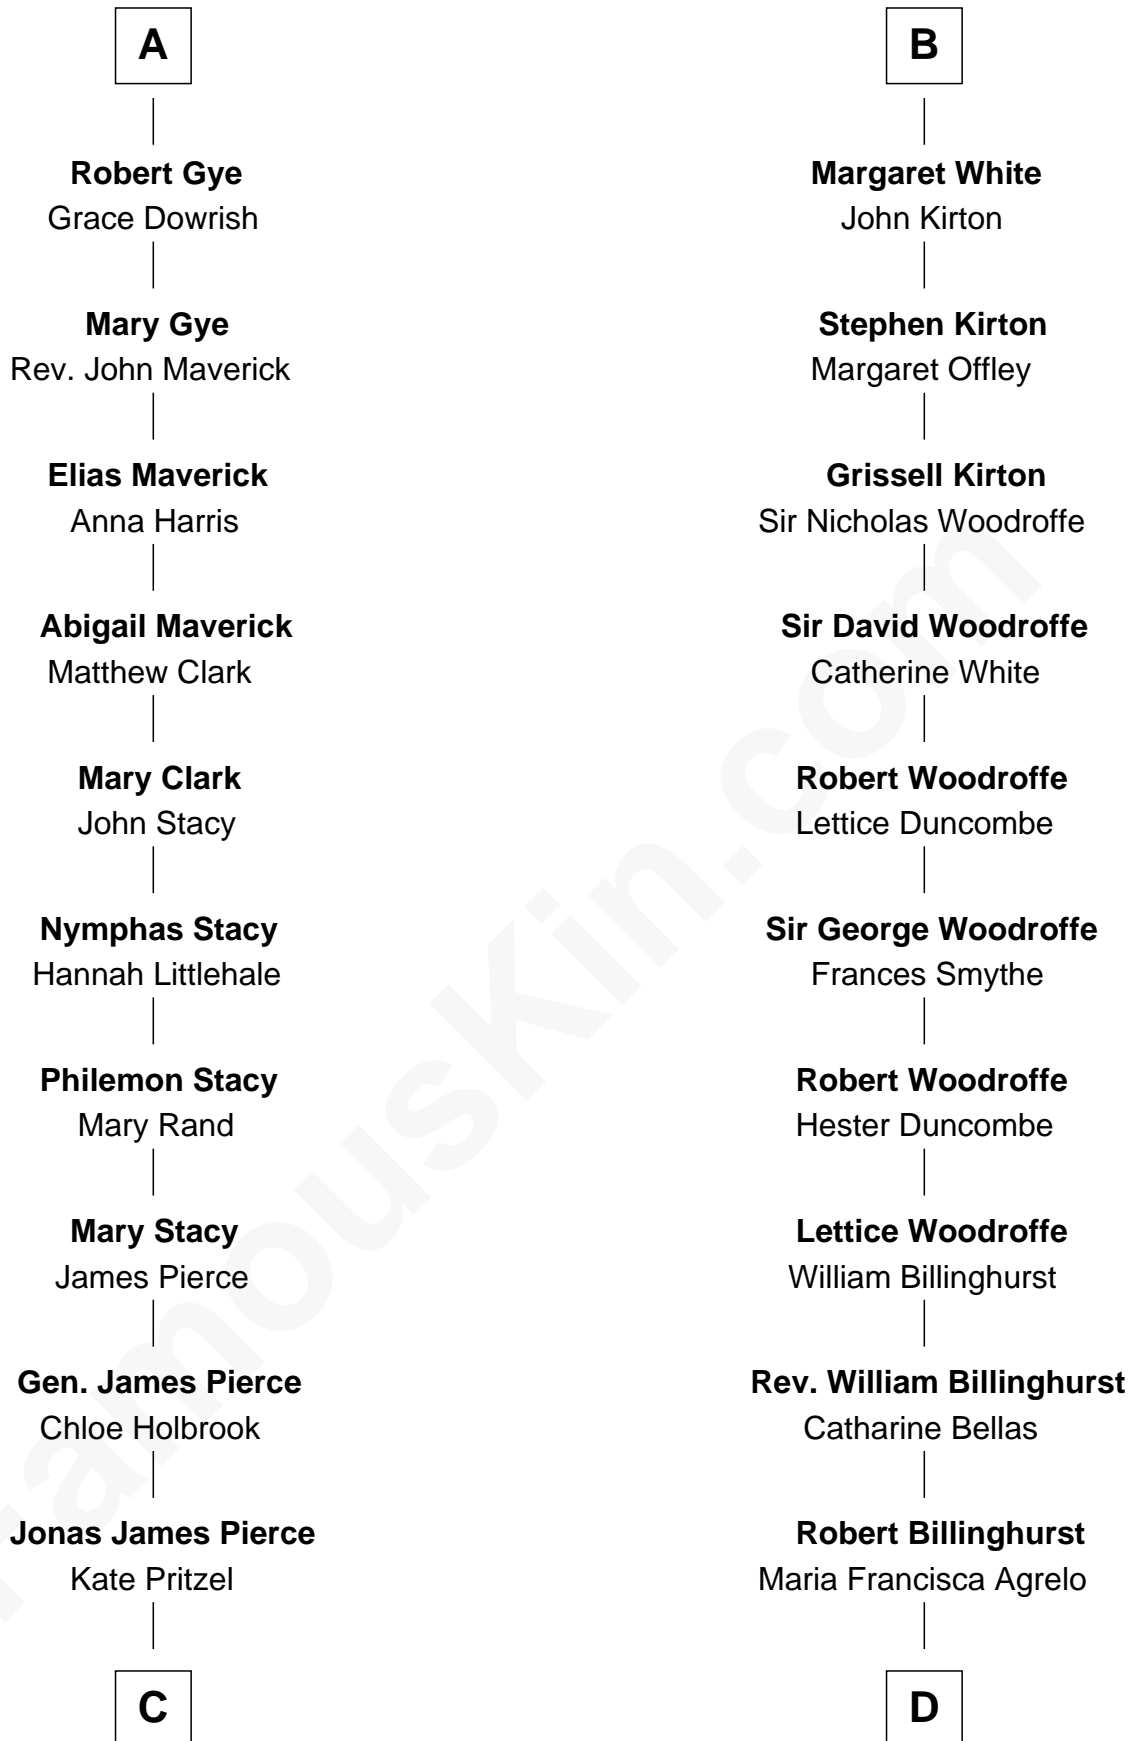 A
Robert Gye
Grace Dowrish
Mary Gye
Rev. John Maverick
Elias Maverick
Anna Harris
Abigail Maverick
Matthew Clark
Mary Clark
John Stacy
Nymphas Stacy
Hannah Littlehale
Philemon Stacy
Mary Rand
Mary Stacy
James Pierce
Gen. James Pierce
Chloe Holbrook
Jonas James Pierce
Kate Pritzel
C
B
Margaret White
John Kirton
Stephen Kirton
Margaret Offley
Grissell Kirton
Sir Nicholas Woodroffe
Sir David Woodroffe
Catherine White
Robert Woodroffe
Lettice Duncombe
Sir George Woodroffe
Frances Smythe
Robert Woodroffe
Hester Duncombe
Lettice Woodroffe
William Billinghurst
Rev. William Billinghurst
Catharine Bellas
Robert Billinghurst
Maria Francisca Agrelo
D
FamousKin.com